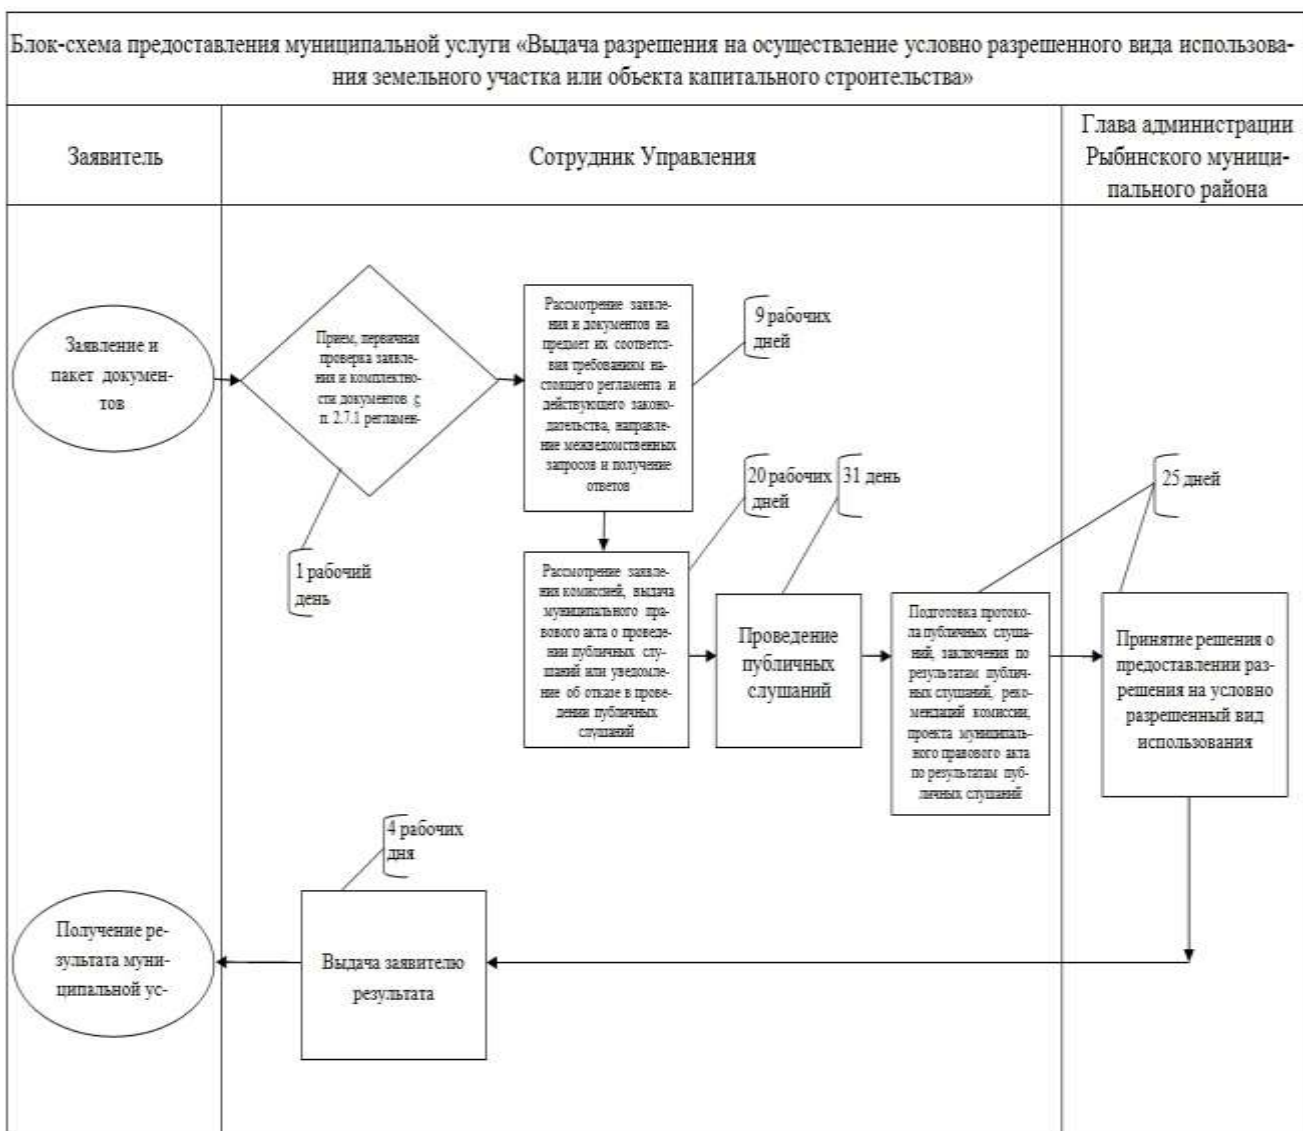 Блок-схема предоставления муниципальной услуги «Выдача разрешения на осуществление условно разрешенного вида использова-
ния земельного участка или объекта капитального строительства»
Заявитель
Сотрудник Управления
Глава администрации
Рыбинского муници-
пального района
Заявление и
пакет докумен-
тов
Прием, первичная
проверка заявле-
ния и комплектно-
сти документов с
п. 2.7.1 регламен-
1 рабочий
день
Рассмотрение заявле-
ния и документов на
предмет их соответст-
вия требованиям на-
стоящего регламента и
действующего законо-
дательства, направле-
ние межведомственных
запросов и получение
ответов
9 рабочих
дней
Рассмотрение заявле-
ния комиссией, выдача
муниципального пра-
вового акта о проведе-
нии публичных слу-
шаний или уведомле-
ние об отказе в прове-
дении публичных
слушаний
20 рабочих
дней
Проведение
публичных
слушаний
31 день
Подготовка протоко-
ла публичных слуша-
ний, заключения по
результатам публич-
ных слушаний, реко-
мендаций комиссии,
проекта муниципаль-
ного правового акта
по результатам пуб-
личных слушаний
25 дней
Принятие решения о
предоставлении раз-
решения на условно
разрешенный вид
использования
4 рабочих
дня
Выдача заявителю
результата
Получение ре-
зультата муни-
ципальной ус-